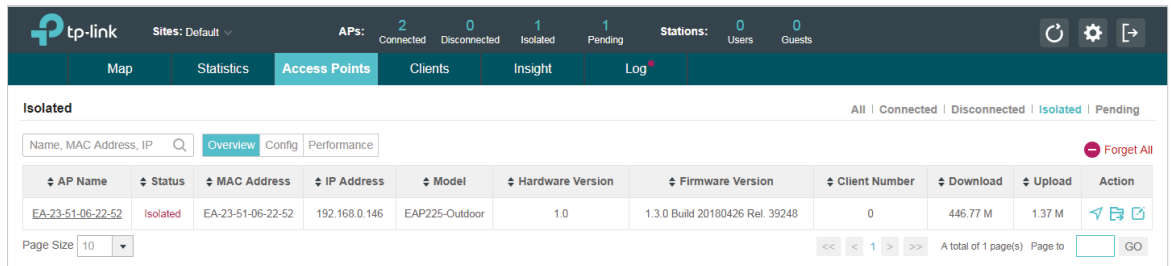 tp-link Sites: Default APs: 2 Connected 0 Disconnected 1 Isolated 1 Pending Stations: 0 Users 0 Guests
Map Statistics Access Points Clients Insight Log
Isolated All | Connected | Disconnected | Isolated | Pending
Name, MAC Address, IP Overview Config Performance Forget All
AP Name Status MAC Address IP Address Model Hardware Version Firmware Version Client Number Download Upload Action
EA-23-51-06-22-52 Isolated EA-23-51-06-22-52 192.168.0.146 EAP225-Outdoor 1.0 1.3.0 Build 20180426 Rel. 39248 0 446.77 M 1.37 M
Page Size 10 << < 1 > >> A total of 1 page(s) Page to GO